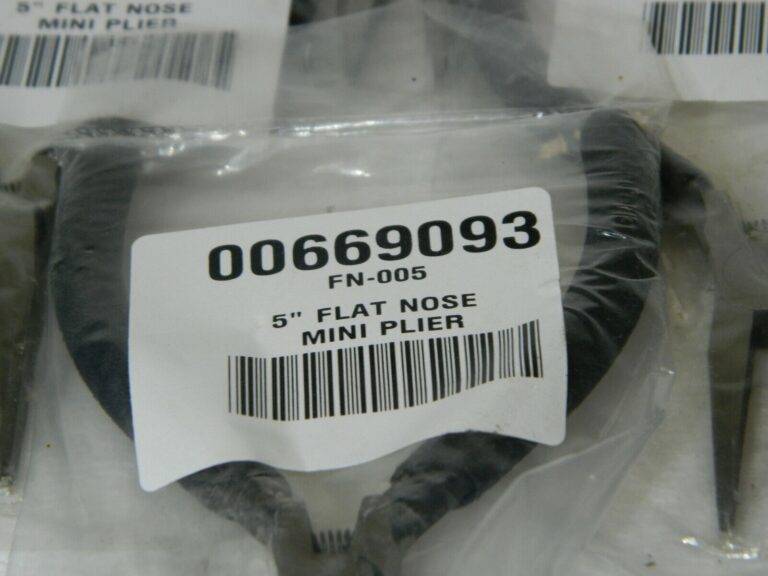 5" FLAT NOSE
MINI PLIER
00669093
FN-005
5" FLAT NOSE
MINI PLIER